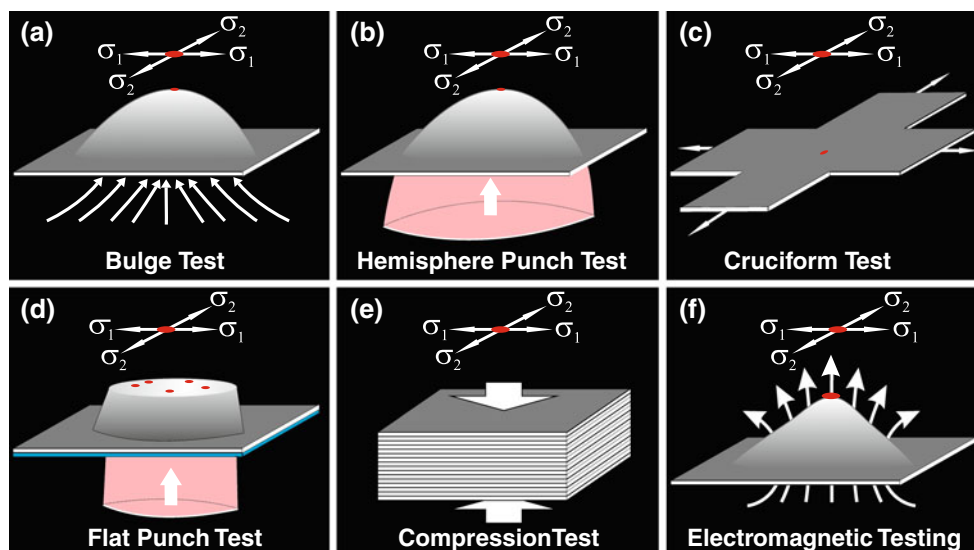 (a)
σ2
σ1 σ1
σ2
Bulge Test
(b)
σ2
σ1 σ1
σ2
Hemisphere Punch Test
(c)
σ2
σ1 σ1
σ2
Cruciform Test
(d)
σ2
σ1 σ1
σ2
Flat Punch Test
(e)
σ2
σ1 σ1
σ2
CompressionTest
(f)
σ2
σ1 σ1
σ2
Electromagnetic Testing